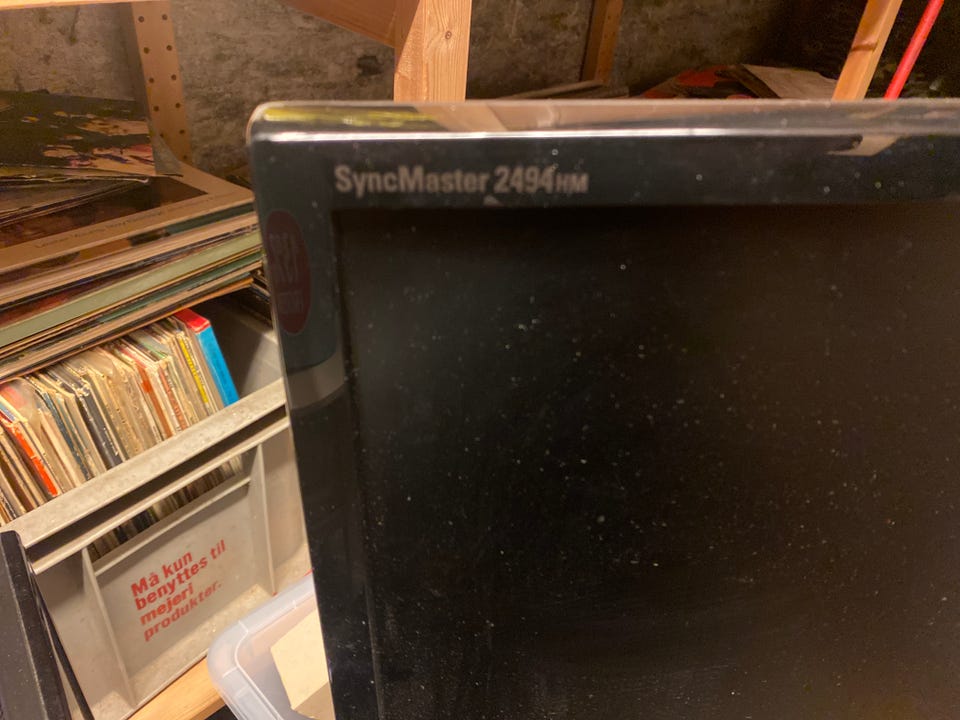 SyncMaster 2494HM
Må kun
benyttes til
mejeri
produkter.